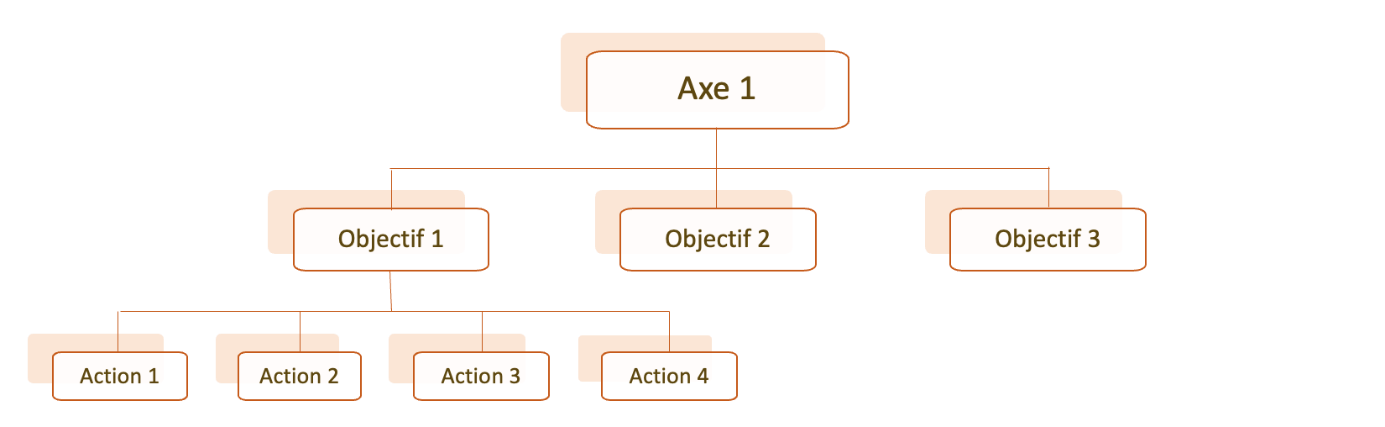 Axe 1
Objectif 1
Objectif 2
Objectif 3
Action 1
Action 2
Action 3
Action 4